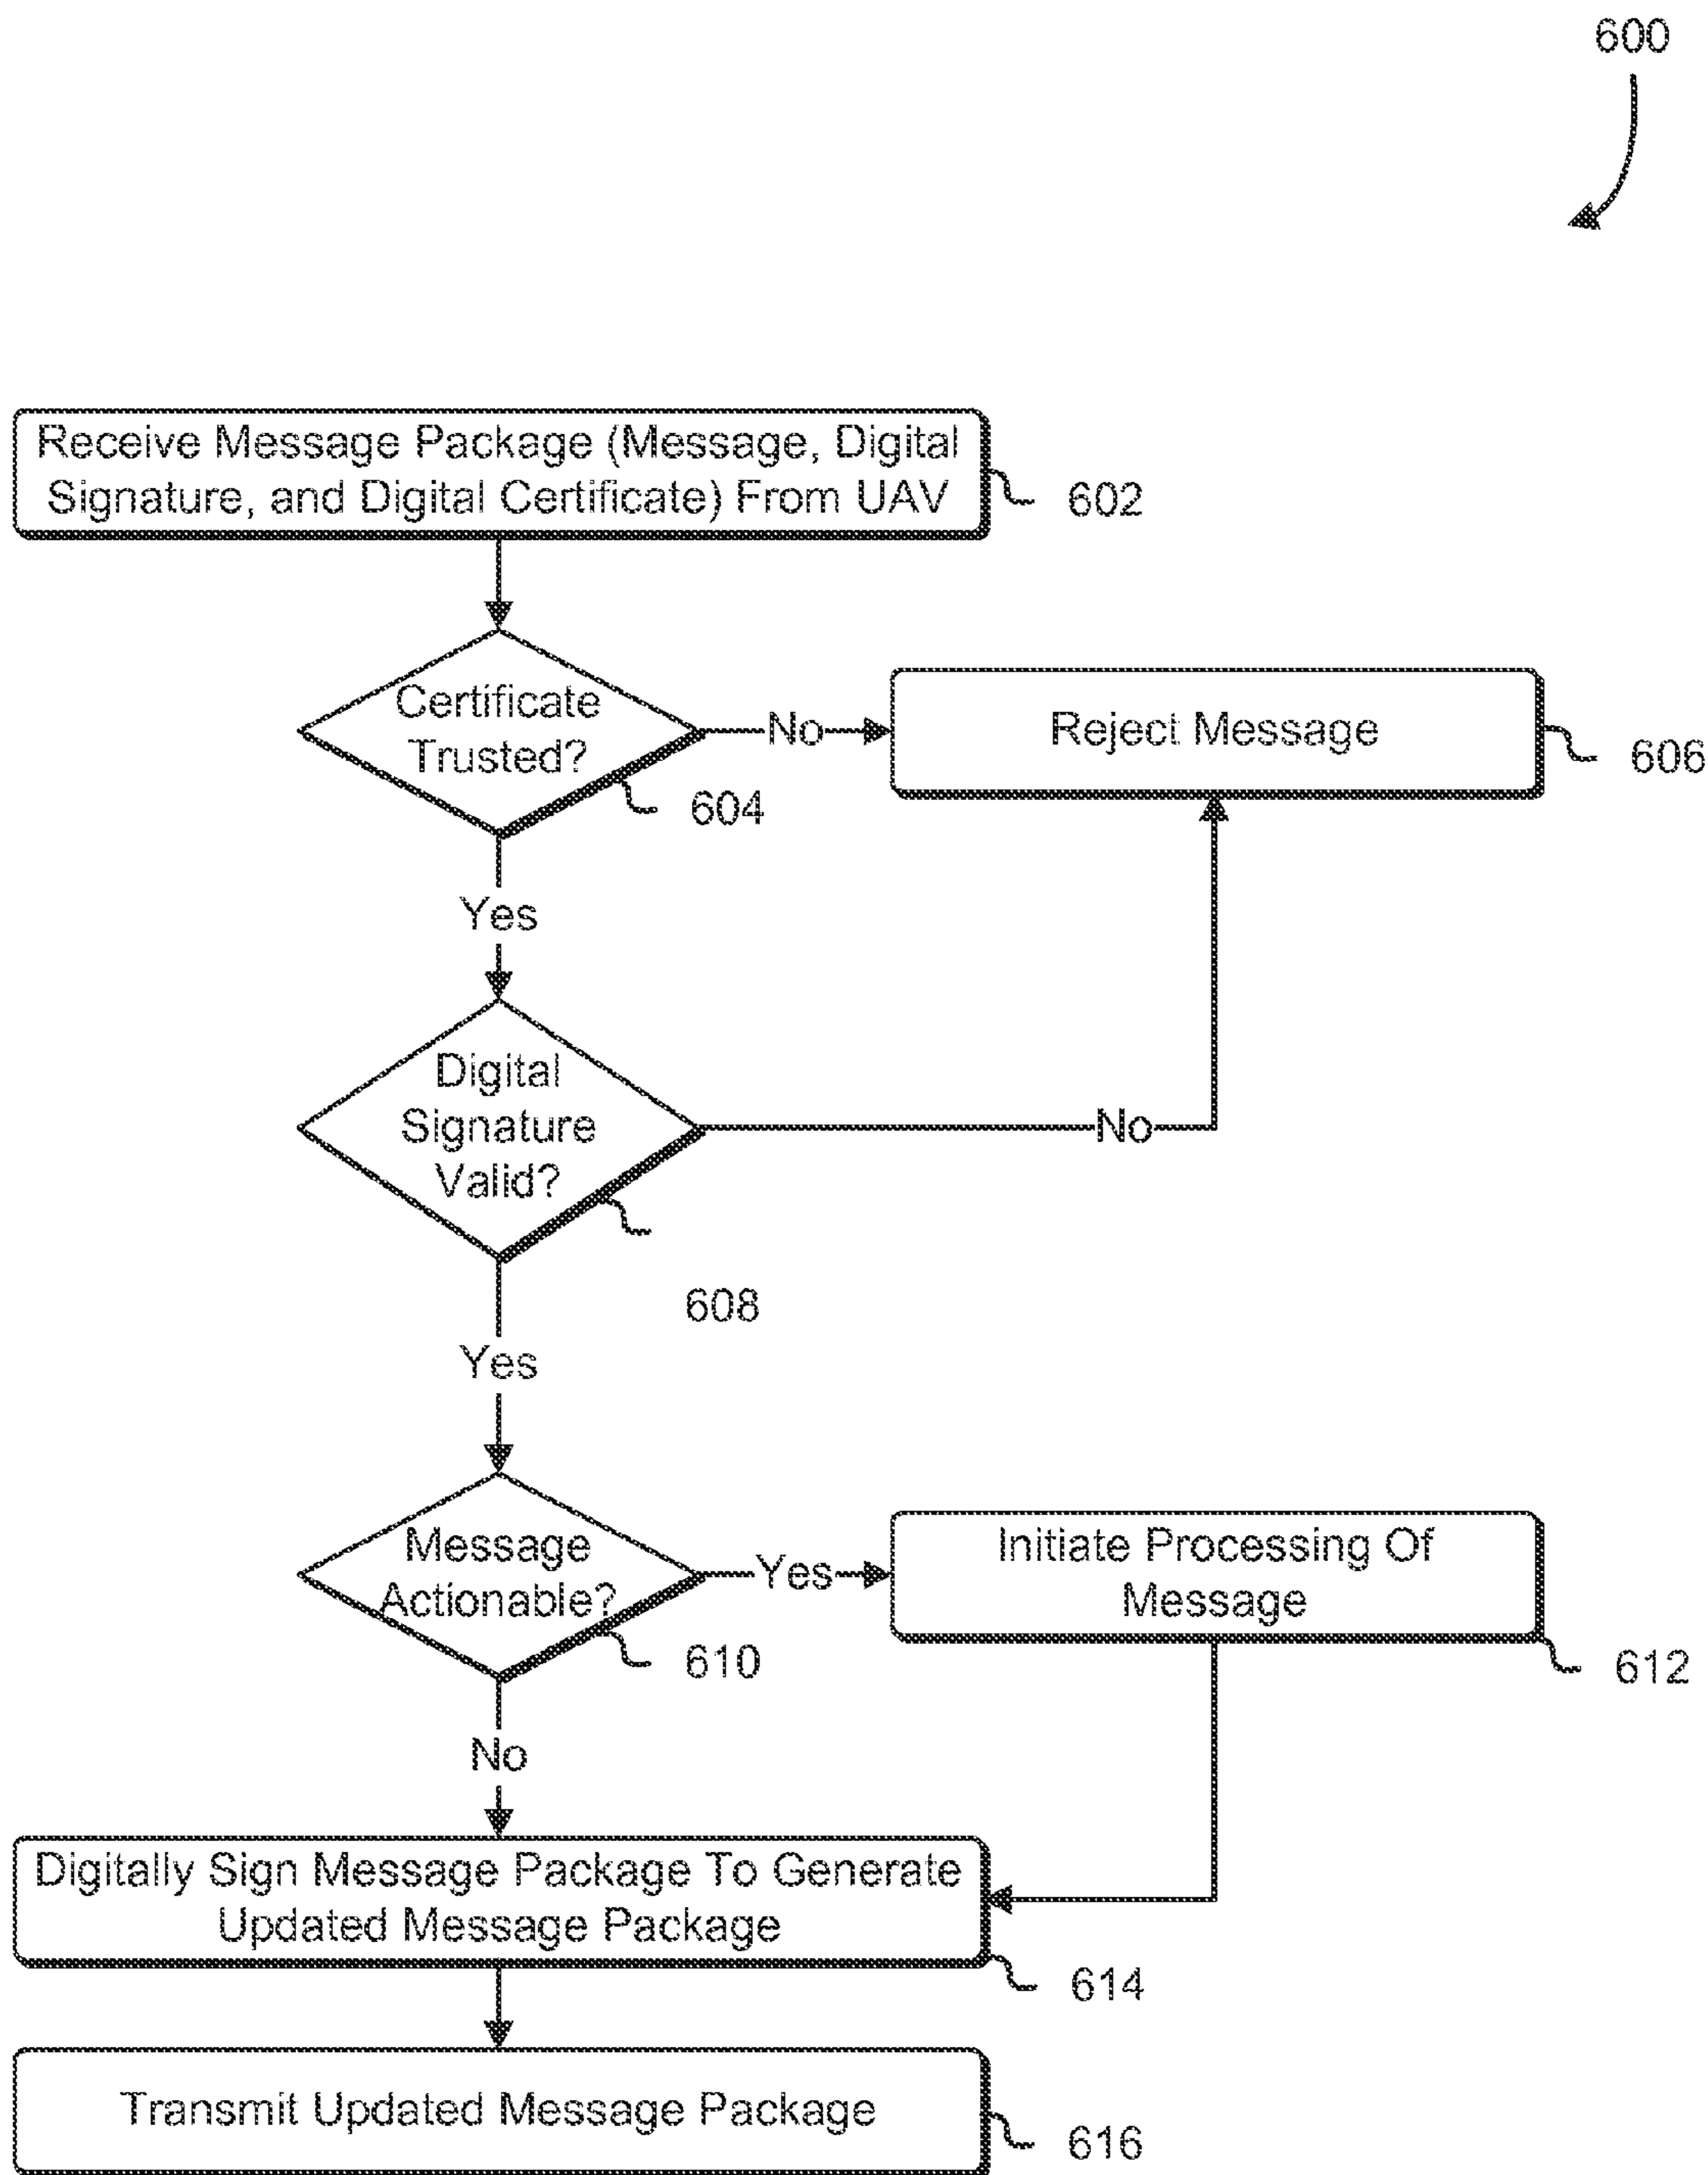 600
Receive Message Package (Message, Digital
Signature, and Digital Certificate) From UAV
602
Certificate
Trusted?
604
No
Reject Message
606
Yes
Digital
Signature
Valid?
608
No
Yes
Message
Actionable?
610
Yes
Initiate Processing Of
Message
612
No
Digitally Sign Message Package To Generate
Updated Message Package
614
Transmit Updated Message Package
616